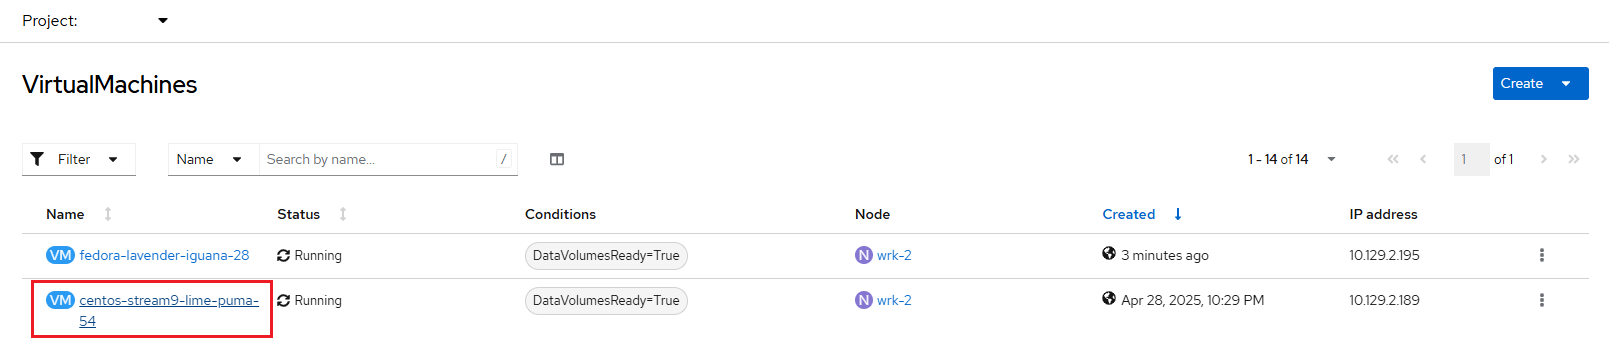 Project:
VirtualMachines
Create
Filter
Name
Search by name...
/
1 - 14 of 14
1 of 1
Name Status Conditions Node Created IP address
VM fedora-lavender-iguana-28 Running DataVolumesReady=True N wrk-2 3 minutes ago 10.129.2.195
VM centos-stream9-lime-puma- Running DataVolumesReady=True N wrk-2 Apr 28, 2025, 10:29 PM 10.129.2.189
54